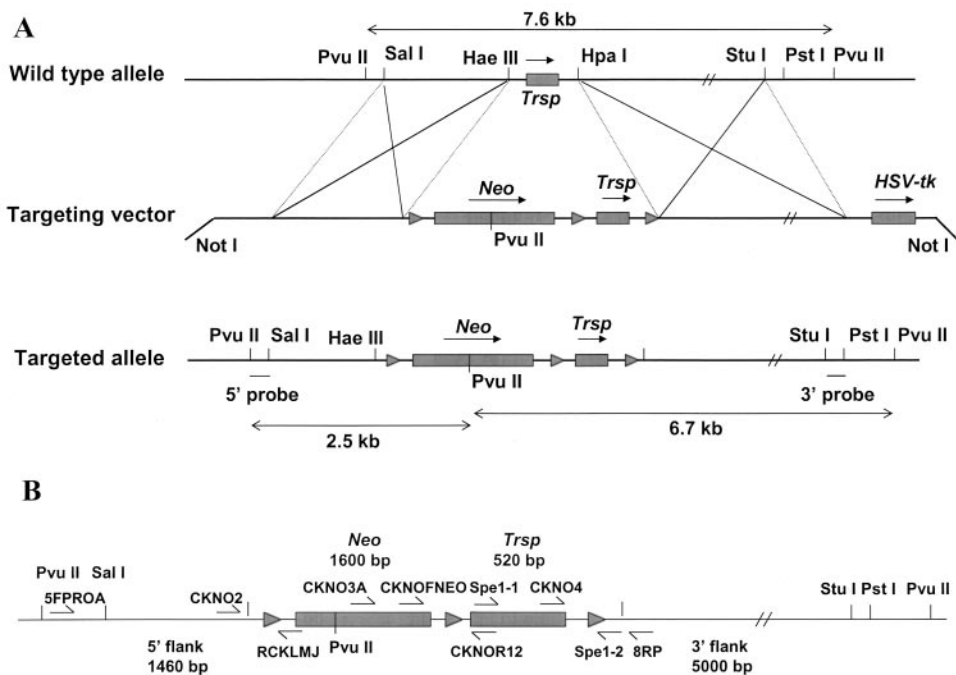 A
7.6 kb
Pvu II Sal I Hae III Hpa I Stu I Pst I Pvu II
Wild type allele
Trsp
Neo Trsp HSV-tk
Targeting vector
Not I Pvu II Not I
Pvu II Sal I Hae III Neo Trsp Stu I Pst I Pvu II
Targeted allele
Pvu II
5' probe 3' probe
2.5 kb 6.7 kb
B
Neo Trsp
1600 bp 520 bp
Pvu II Sal I CKNO3A CKNOFNEO Spe1-1 CKNO4 Stu I Pst I Pvu II
5FPROA CKNO2
RCKLMJ Pvu II CKNOR12 Spe1-2 8RP
5' flank 3' flank
1460 bp 5000 bp